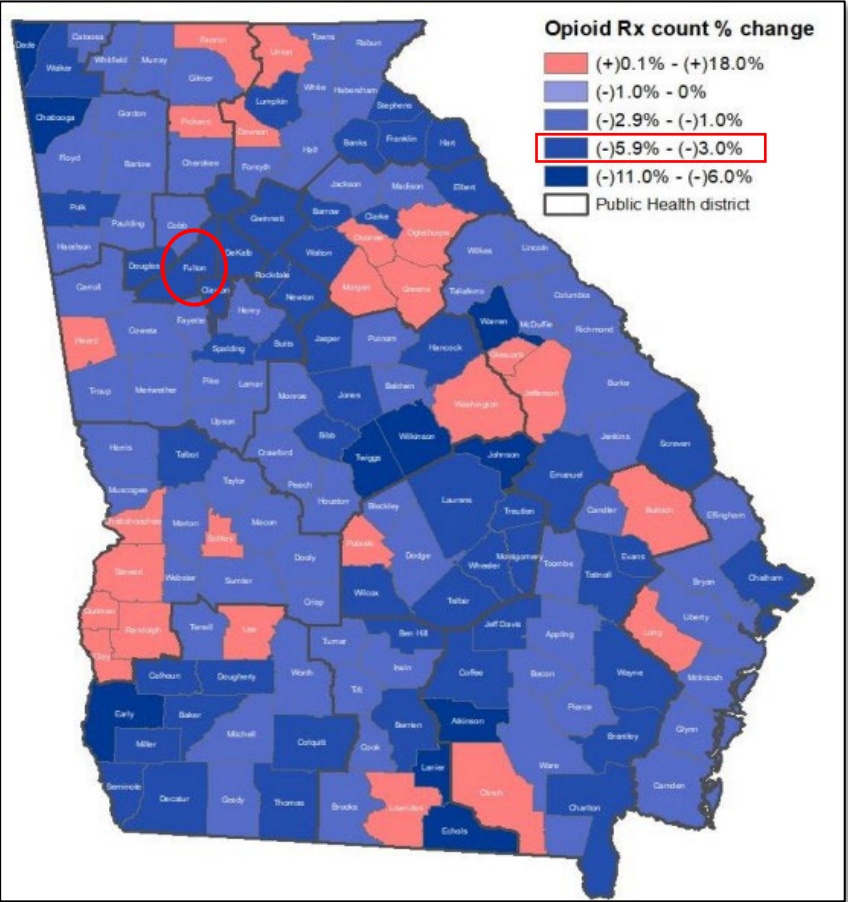 Opioid Rx count % change
(+)0.1% - (+)18.0%
(-)1.0% - 0%
(-)2.9% - (-)1.0%
(-)5.9% - (-)3.0%
(-)11.0% - (-)6.0%
Public Health district
Dade
Catoosa
Towns
Rabun
Union
Walker
Whitfield
Murray
Gilmer
White
Habersham
Lumpkin
Stephens
Chattooga
Gordon
Pickens
Dawson
Banks
Franklin
Hart
Floyd
Bartow
Cherokee
Forsyth
Hall
Jackson
Madison
Elbert
Polk
Paulding
Cobb
Gwinnett
Barrow
Clarke
Oglethorpe
Oconee
Haralson
Douglas
Fulton
DeKalb
Rockdale
Walton
Morgan
Greene
Wilkes
Lincoln
Taliaferro
Columbia
Carroll
Clayton
Henry
Newton
Fayette
Heard
Coweta
Spalding
Butts
Jasper
Putnam
Hancock
Warren
McDuffie
Richmond
Glascock
Troup
Meriwether
Pike
Lamar
Monroe
Jones
Baldwin
Washington
Jefferson
Burke
Upson
Harris
Talbot
Crawford
Bibb
Twiggs
Wilkinson
Johnson
Jenkins
Screven
Emanuel
Muscogee
Taylor
Peach
Houston
Bleckley
Laurens
Treutlen
Candler
Bulloch
Effingham
Chattahoochee
Marion
Schley
Macon
Pulaski
Dodge
Montgomery
Wheeler
Toombs
Evans
Tattnall
Bryan
Chatham
Stewart
Webster
Sumter
Dooly
Crisp
Wilcox
Telfair
Long
Liberty
Quitman
Randolph
Terrell
Lee
Turner
Ben Hill
Jeff Davis
Appling
Clay
Calhoun
Dougherty
Worth
Tift
Irwin
Coffee
Bacon
Wayne
McIntosh
Early
Baker
Mitchell
Colquitt
Cook
Berrien
Atkinson
Pierce
Brantley
Glynn
Miller
Lanier
Ware
Seminole
Decatur
Grady
Thomas
Brooks
Lowndes
Clinch
Echols
Charlton
Camden